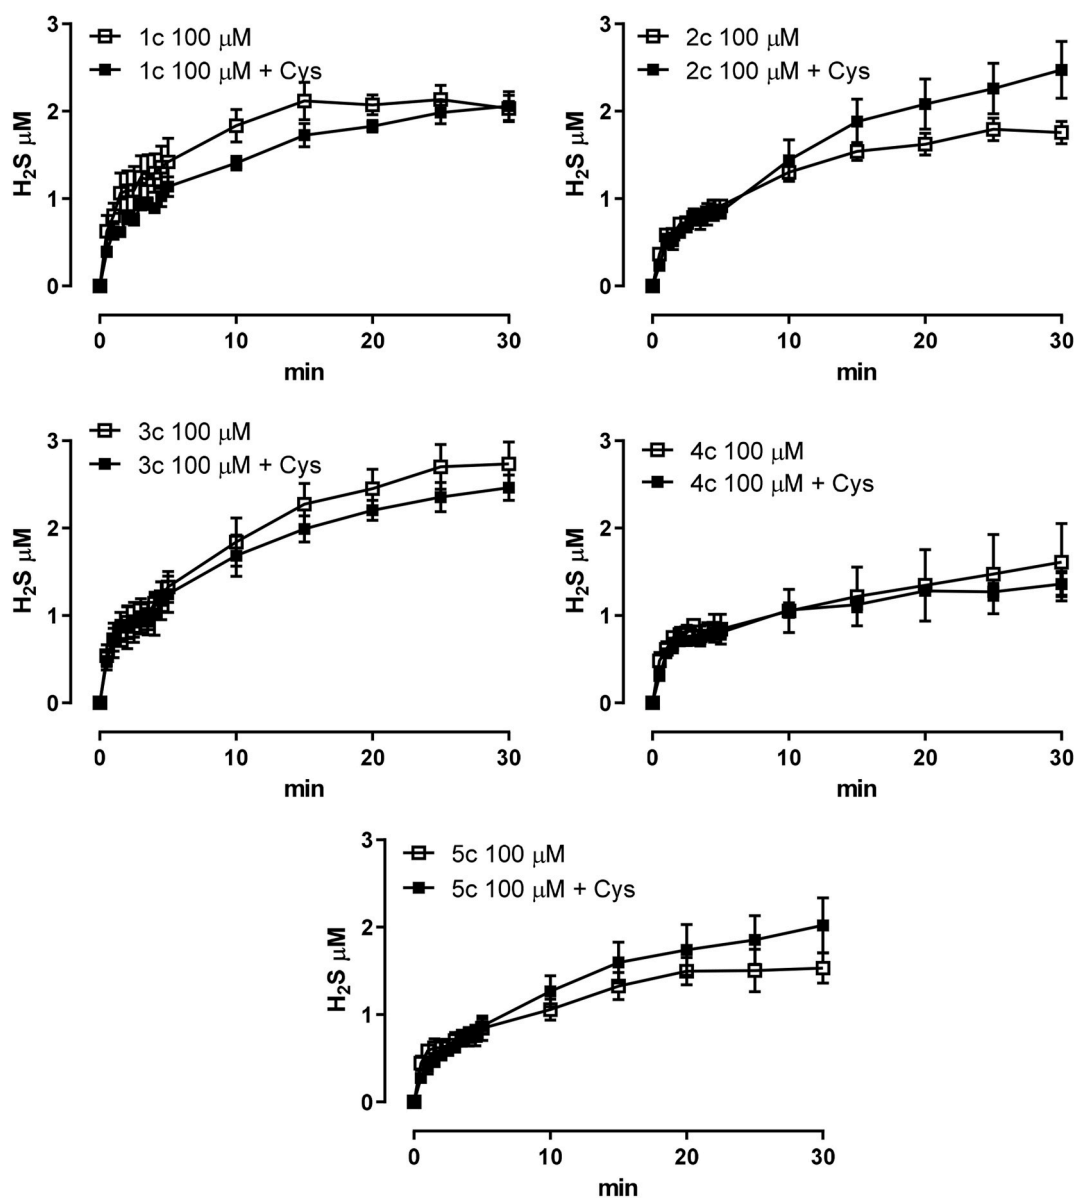 3
1c 100 μM
1c 100 μM + Cys
2
H₂S μM
1
0
0 10 20 30
min
3
2c 100 μM
2c 100 μM + Cys
2
H₂S μM
1
0
0 10 20 30
min
3
3c 100 μM
3c 100 μM + Cys
2
H₂S μM
1
0
0 10 20 30
min
3
4c 100 μM
4c 100 μM + Cys
2
H₂S μM
1
0
0 10 20 30
min
3
5c 100 μM
5c 100 μM + Cys
2
H₂S μM
1
0
0 10 20 30
min